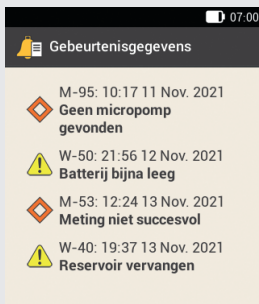 07:00
Gebeurtenisgegevens
M-95: 10:17 11 Nov. 2021
Geen micropomp
gevonden
W-50: 21:56 12 Nov. 2021
Batterij bijna leeg
M-53: 12:24 13 Nov. 2021
Meting niet succesvol
W-40: 19:37 13 Nov. 2021
Reservoir vervangen